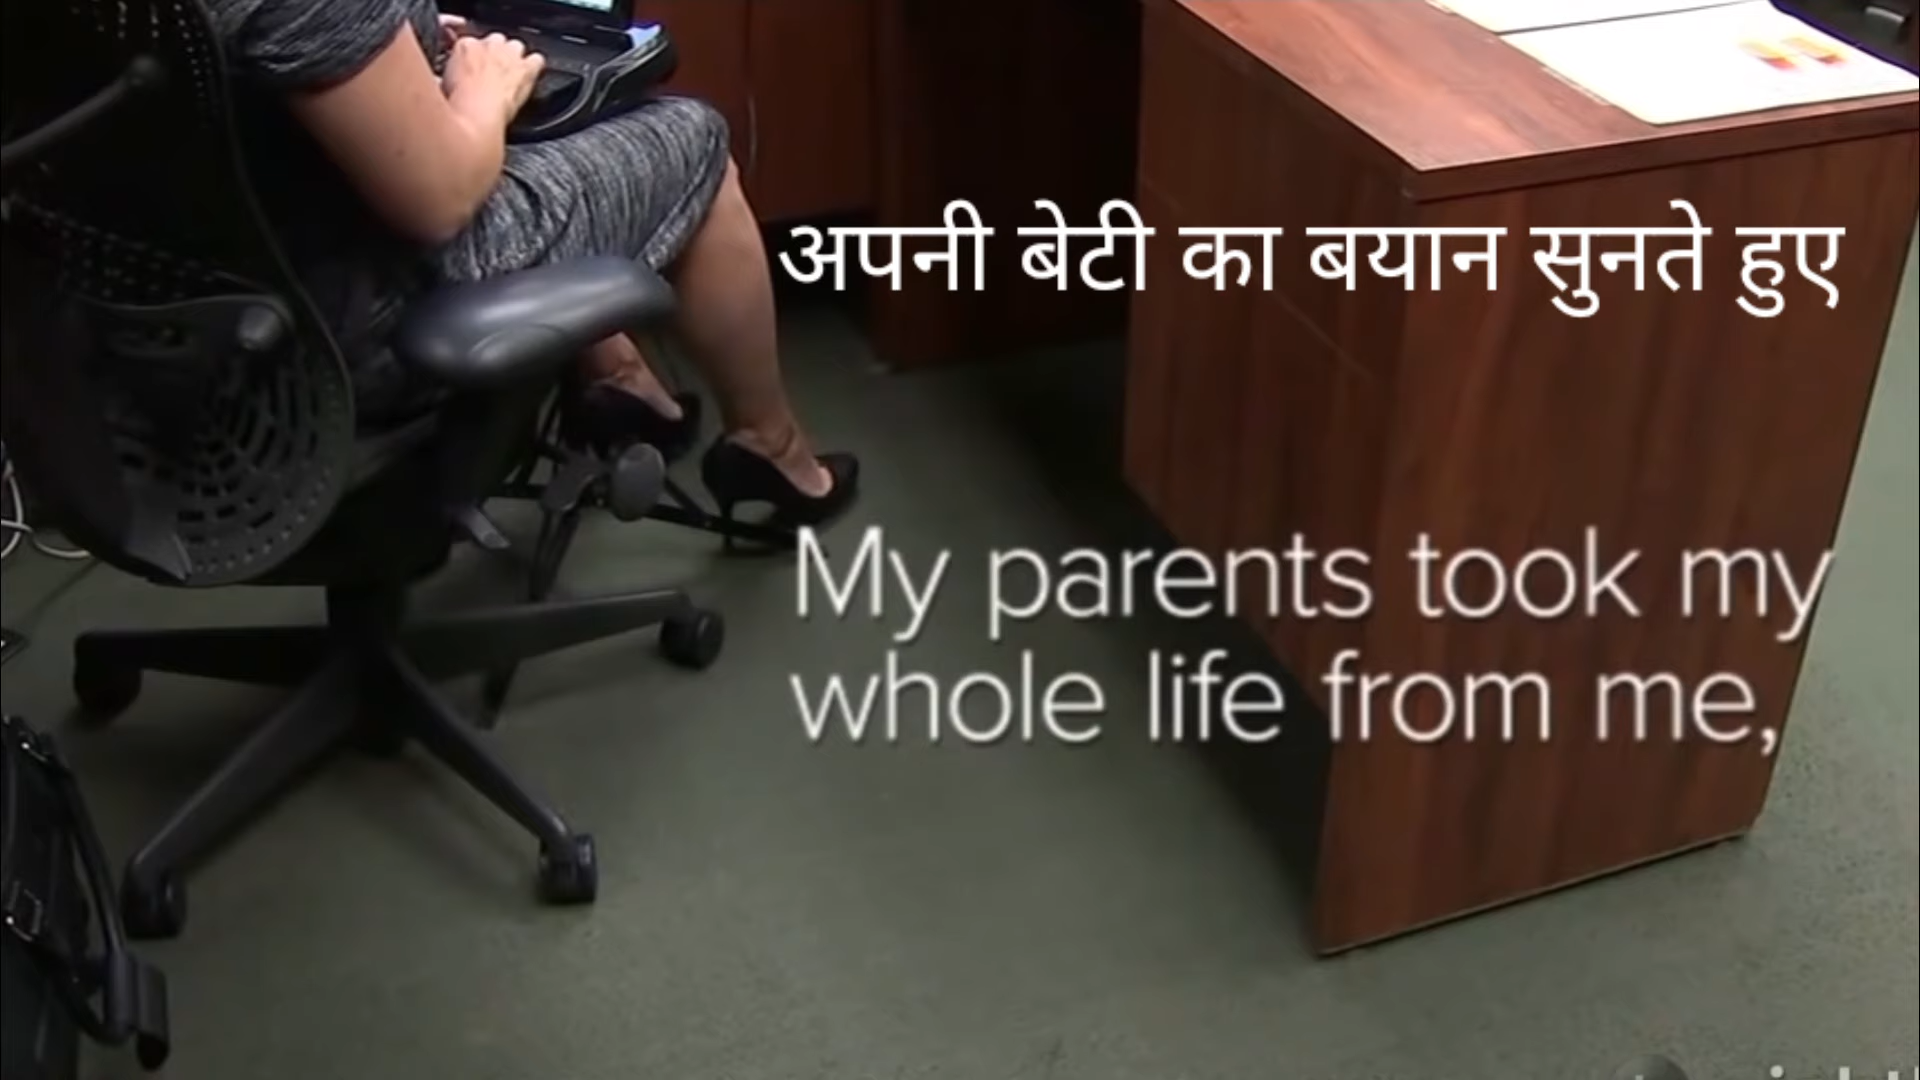 अपनी बेटी का बयान सुनते हुए
My parents took my
whole life from me,